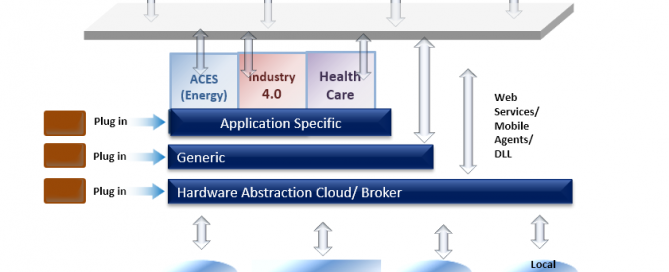 ACES
(Energy)
Industry
4.0
Health
Care
Web
Services/
Mobile
Agents/
DLL
Plug in
Application Specific
Plug in
Generic
Plug in
Hardware Abstraction Cloud/ Broker
Local